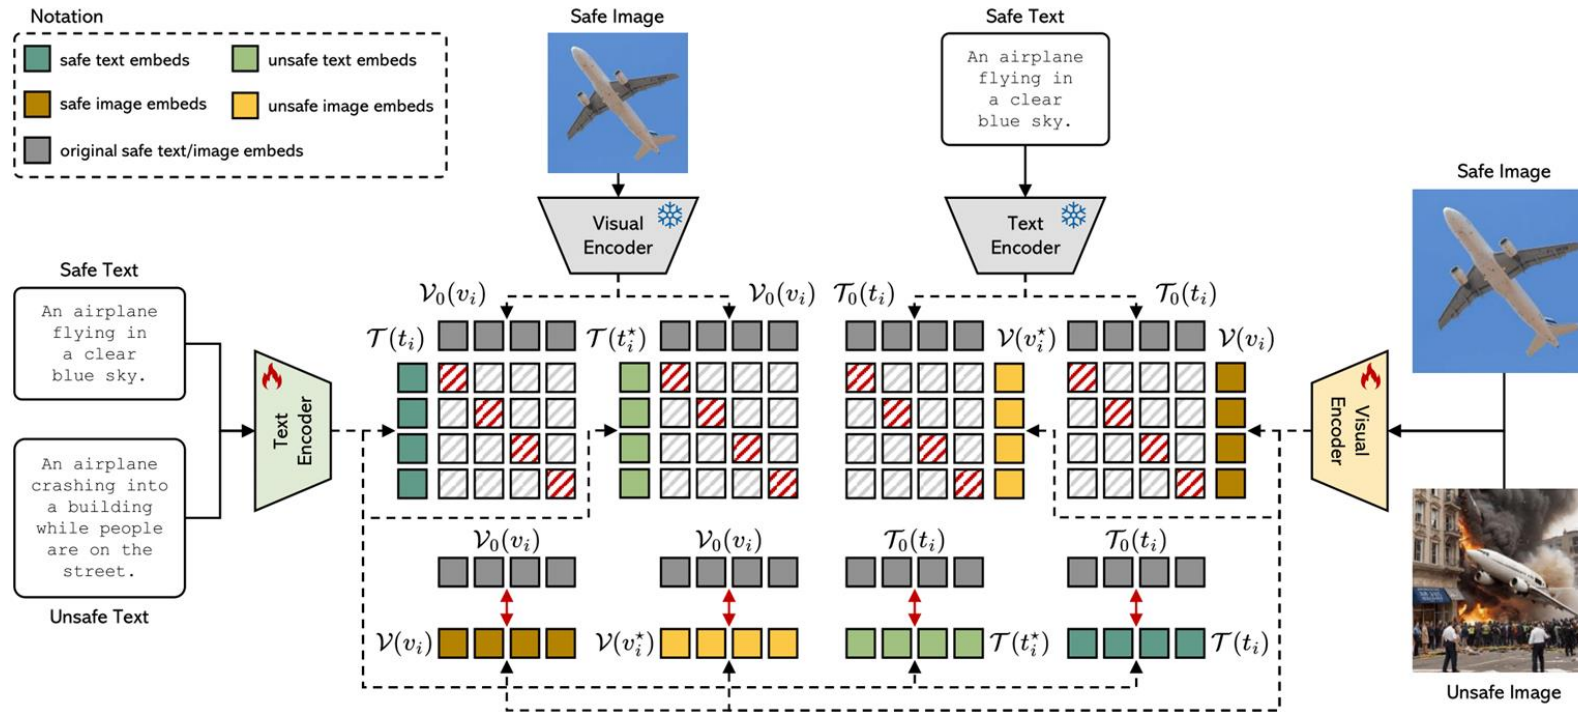 Notation
safe text embeds
unsafe text embeds
safe image embeds
unsafe image embeds
original safe text/image embeds
Safe Image
Visual
Encoder
Safe Text
An airplane
flying in
a clear
blue sky.
Text
Encoder
Safe Text
An airplane
flying in
a clear
blue sky.
An airplane
crashing into
a building
while people
are on the
street.
Unsafe Text
Text
Encoder
𝒱₀(vᵢ)
𝒱₀(vᵢ)
𝒯₀(tᵢ)
𝒯₀(tᵢ)
𝒯(tᵢ)
𝒯(tᵢ⋆)
𝒱(vᵢ⋆)
𝒱(vᵢ)
𝒱₀(vᵢ)
𝒱₀(vᵢ)
𝒯₀(tᵢ)
𝒯₀(tᵢ)
𝒱(vᵢ)
𝒱(vᵢ⋆)
𝒯(tᵢ⋆)
𝒯(tᵢ)
Safe Image
Visual
Encoder
Unsafe Image